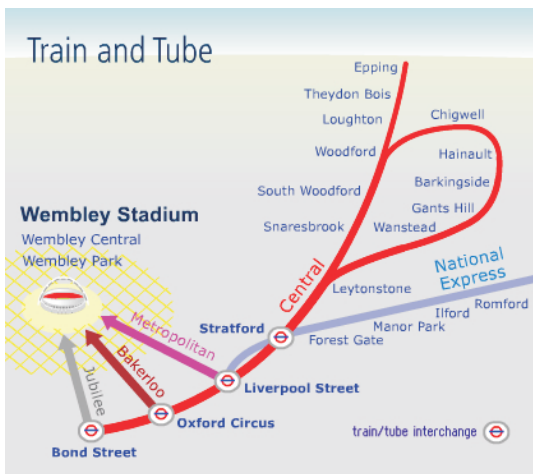 Train and Tube
Epping
Theydon Bois
Loughton
Chigwell
Woodford
Hainault
Barkingside
South Woodford
Gants Hill
Snaresbrook
Wanstead
Wembley Stadium
Wembley Central
Wembley Park
Central
Leytonstone
National
Express
Romford
Ilford
Manor Park
Forest Gate
Stratford
Metropolitan
Bakerloo
Jubilee
Liverpool Street
Oxford Circus
Bond Street
train/tube interchange